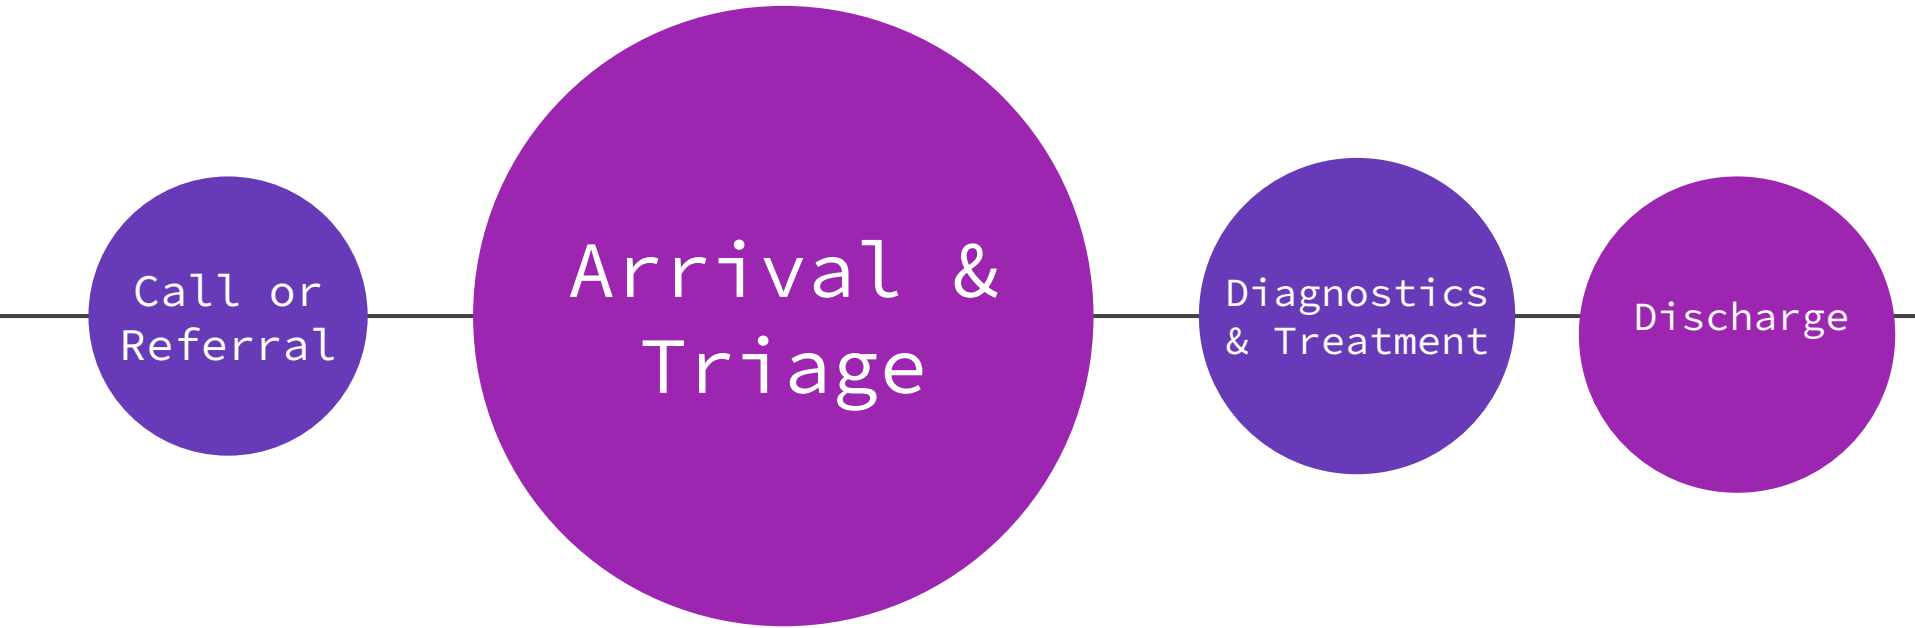 Call or
Referral
Arrival &
Triage
Diagnostics
& Treatment
Discharge